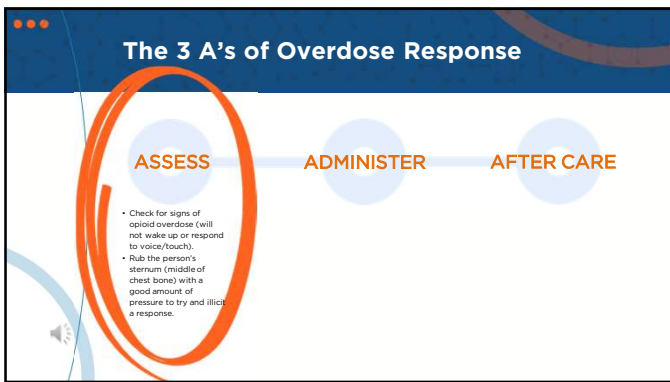 The 3 A's of Overdose Response
ASSESS
ADMINISTER
AFTER CARE
• Check for signs of
opioid overdose (will
not wake up or respond
to voice/touch).
• Rub the person's
sternum (middle of
chest bone) with a
good amount of
pressure to try and illicit
a response.